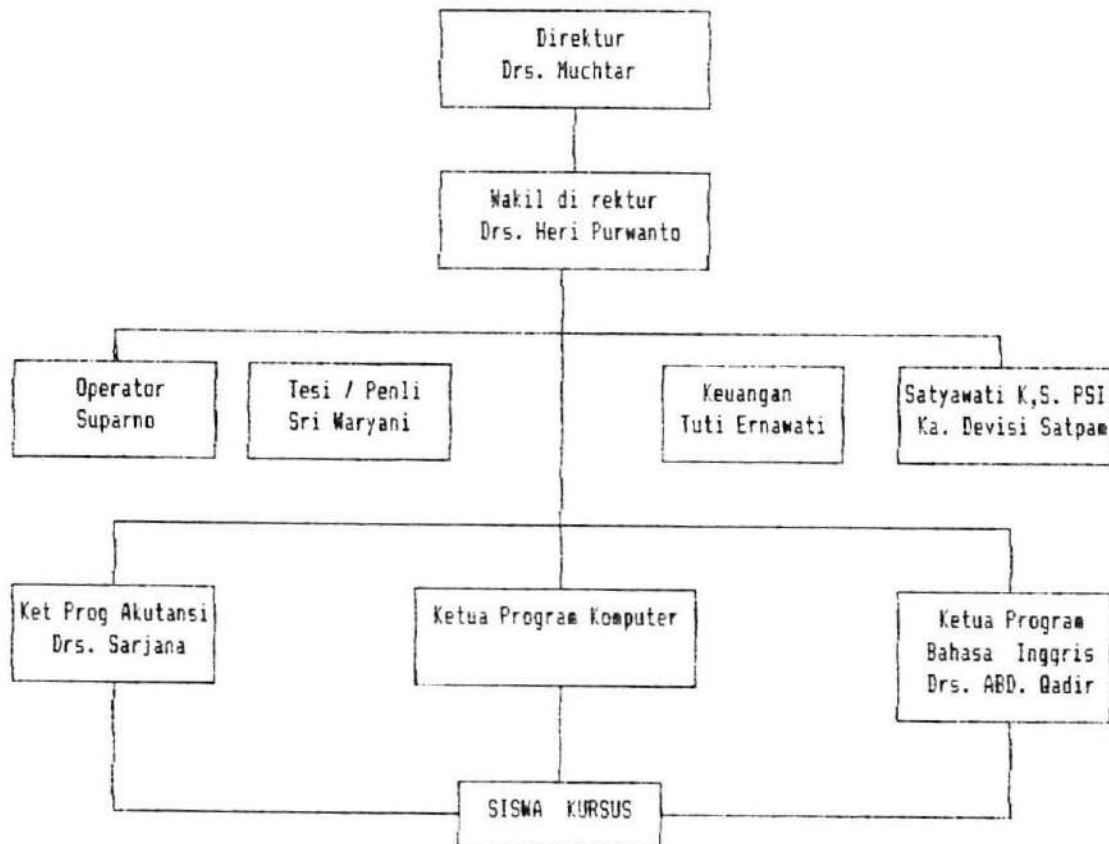 Direktur
Drs. Muchtar
Wakil di rektur
Drs. Heri Purwanto
Operator
Suparno
Tesi / Penli
Sri Waryani
Keuangan
Tuti Ernawati
Satyawati K,S. PSI
Ka. Devisi Satpam
Ket Prog Akutansi
Drs. Sarjana
Ketua Program Komputer
Ketua Program
Bahasa Inggris
Drs. ABD. Qadir
SISWA KURSUS